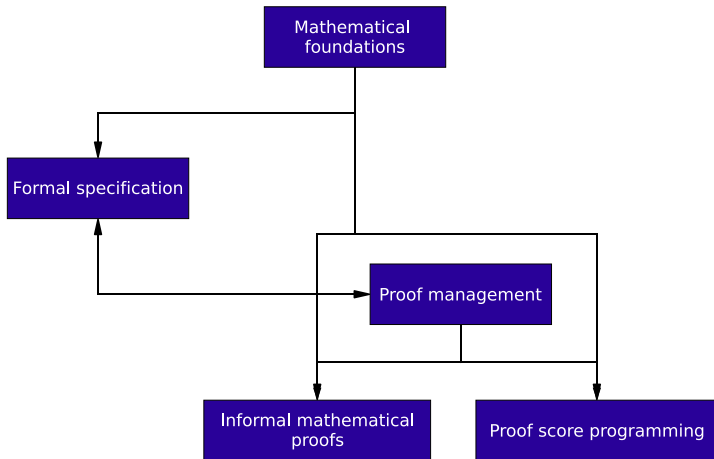 Mathematical
foundations
Formal specification
Proof management
Informal mathematical
proofs
Proof score programming